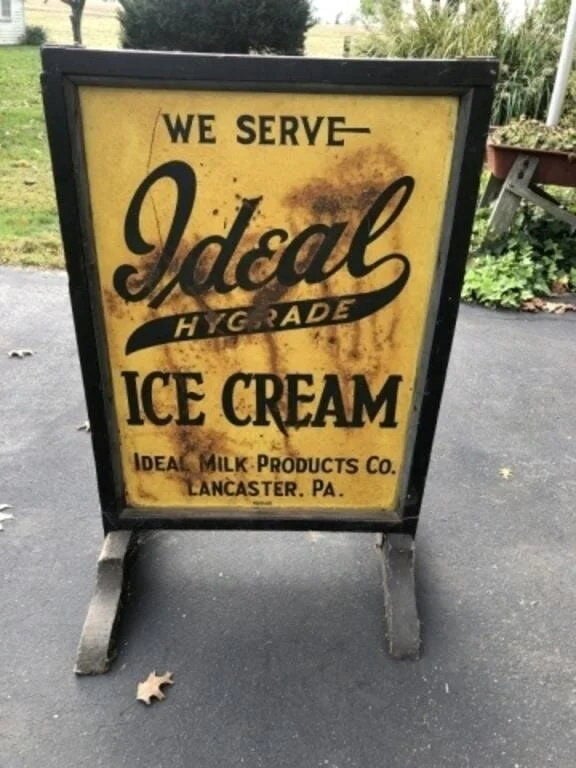 WE SERVE—
Ideal
HYGRADE
ICE CREAM
IDEAL MILK PRODUCTS CO.
LANCASTER. PA.